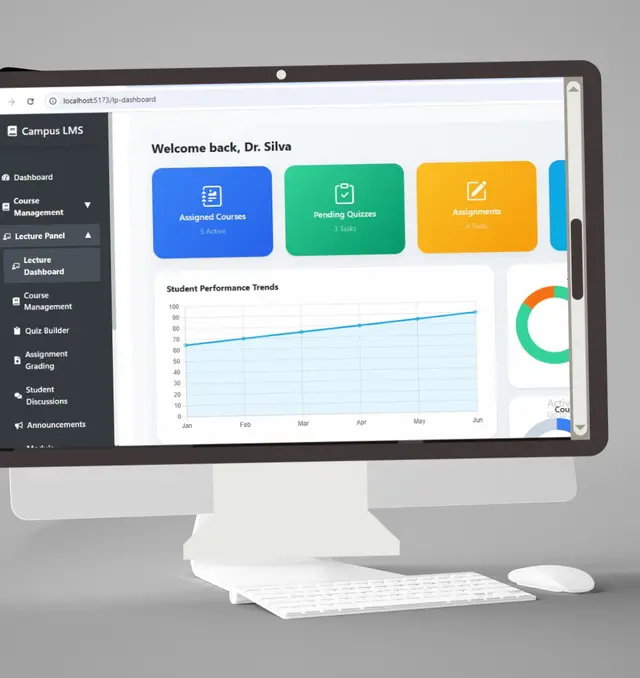 localhost:5173/lp-dashboard
Campus LMS
Dashboard
Course
Management
Lecture Panel
Lecture
Dashboard
Course
Management
Quiz Builder
Assignment
Grading
Student
Discussions
Announcements
Welcome back, Dr. Silva
Assigned Courses
5 Active
Pending Quizzes
3 Tasks
Assignments
4 Tasks
Student Performance Trends
100
90
80
70
60
50
40
30
20
10
0
Jan
Feb
Mar
Apr
May
Jun